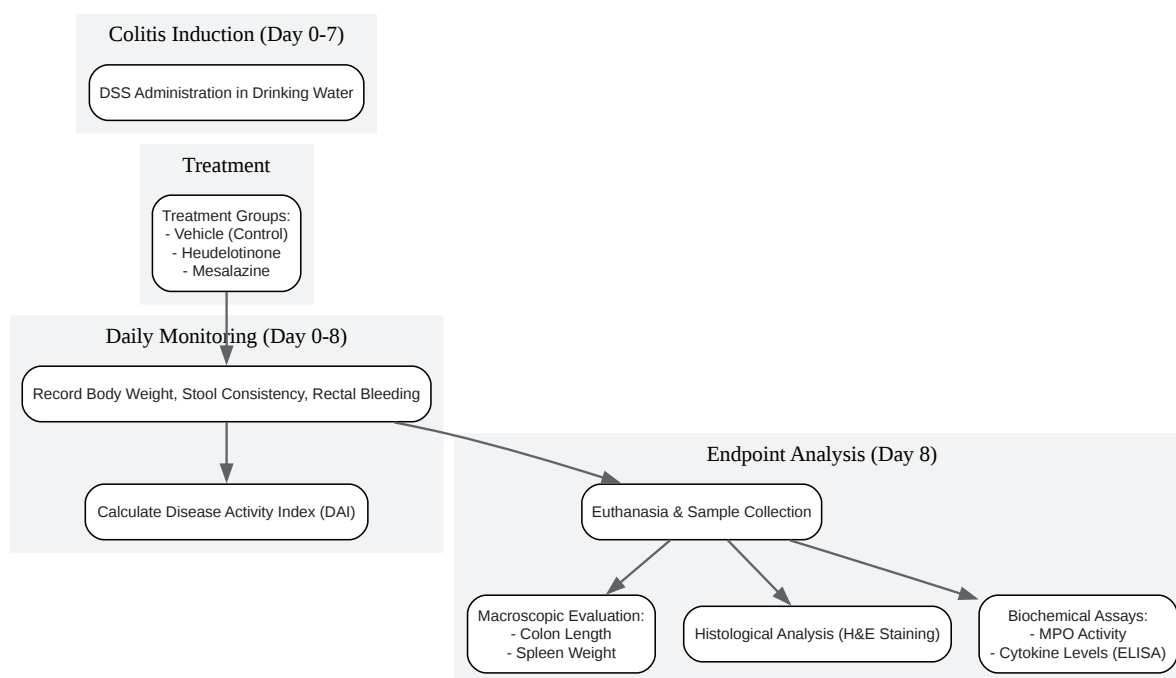 Colitis Induction (Day 0-7)
DSS Administration in Drinking Water
Treatment
Treatment Groups:
- Vehicle (Control)
- Heudelotinone
- Mesalazine
Daily Monitoring (Day 0-8)
Record Body Weight, Stool Consistency, Rectal Bleeding
Calculate Disease Activity Index (DAI)
Endpoint Analysis (Day 8)
Euthanasia & Sample Collection
Macroscopic Evaluation:
- Colon Length
- Spleen Weight
Histological Analysis (H&E Staining)
Biochemical Assays:
- MPO Activity
- Cytokine Levels (ELISA)